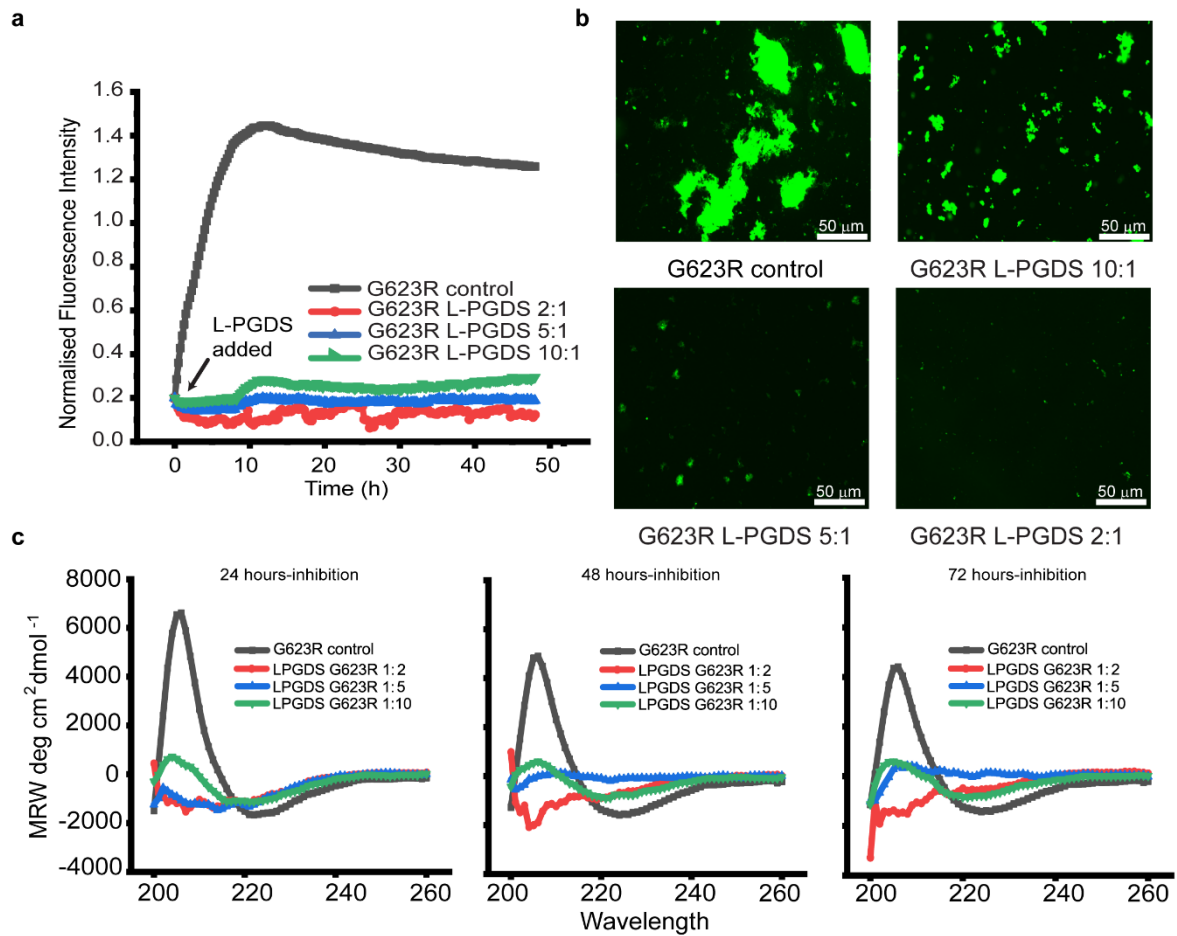 a
Normalised Fluorescence Intensity
1.6
1.4
1.2
1.0
0.8
0.6
0.4
0.2
0.0
L-PGDS
added
G623R control
G623R L-PGDS 2:1
G623R L-PGDS 5:1
G623R L-PGDS 10:1
0 10 20 30 40 50
Time (h)
b
50 μm
50 μm
G623R control
G623R L-PGDS 10:1
50 μm
50 μm
G623R L-PGDS 5:1
G623R L-PGDS 2:1
c
MRW deg cm2 dmol-1
8000
6000
4000
2000
0
-2000
-4000
24 hours-inhibition
G623R control
LPGDS G623R 1:2
LPGDS G623R 1:5
LPGDS G623R 1:10
200 220 240 260
48 hours-inhibition
G623R control
LPGDS G623R 1:2
LPGDS G623R 1:5
LPGDS G623R 1:10
200 220 240 260
72 hours-inhibition
G623R control
LPGDS G623R 1:2
LPGDS G623R 1:5
LPGDS G623R 1:10
200 220 240 260
Wavelength